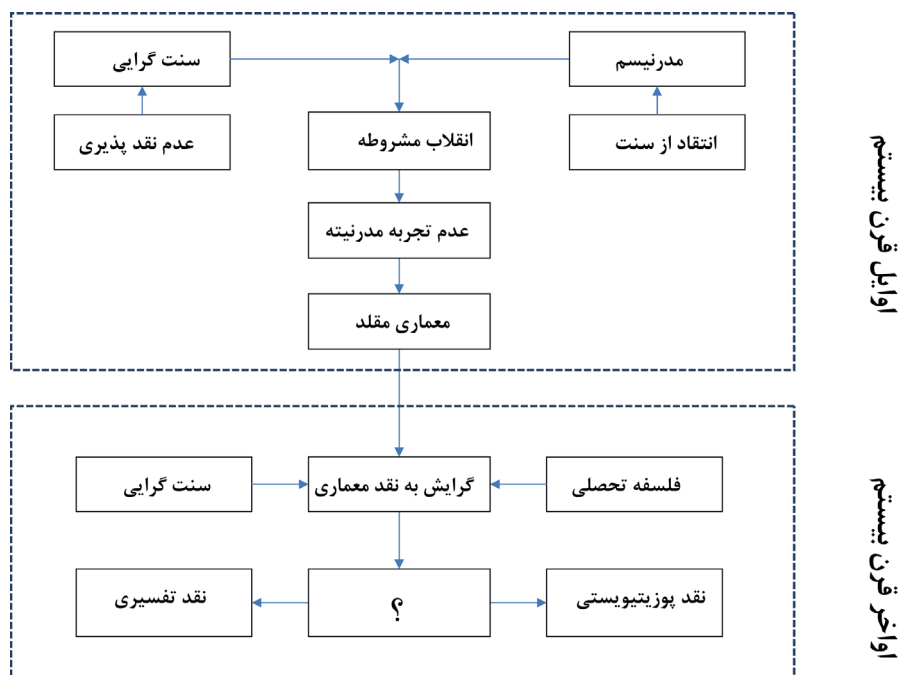 مدرنیسم
سنت گرایی
انتقاد از سنت
انقلاب مشروطه
عدم نقد پذیری
عدم تجربه مدرنیته
معماری مقلد
اوایل قرن بیستم
فلسفه تحصلی
گرایش به نقد معماری
سنت گرایی
نقد پوزیتیویستی
؟
نقد تفسیری
اواخر قرن بیستم